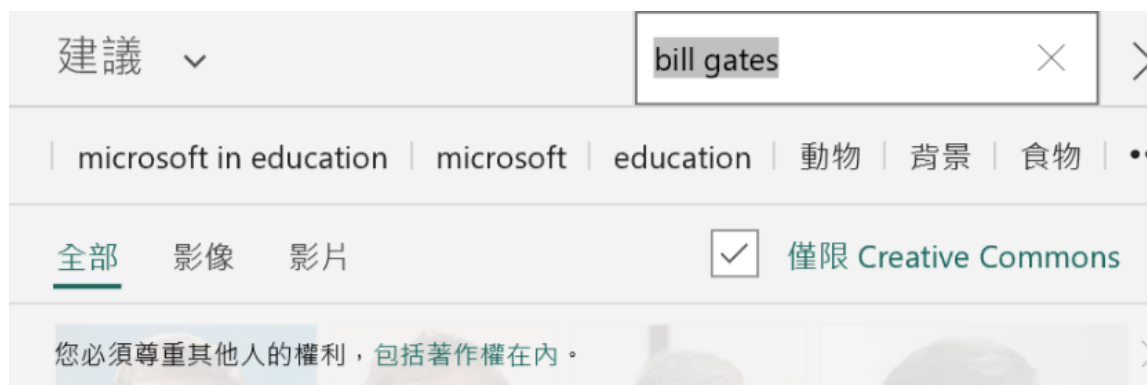 建議 bill gates
microsoft in education microsoft education 動物 背景 食物
全部 影像 影片 僅限 Creative Commons
您必須尊重其他人的權利，包括著作權在內。